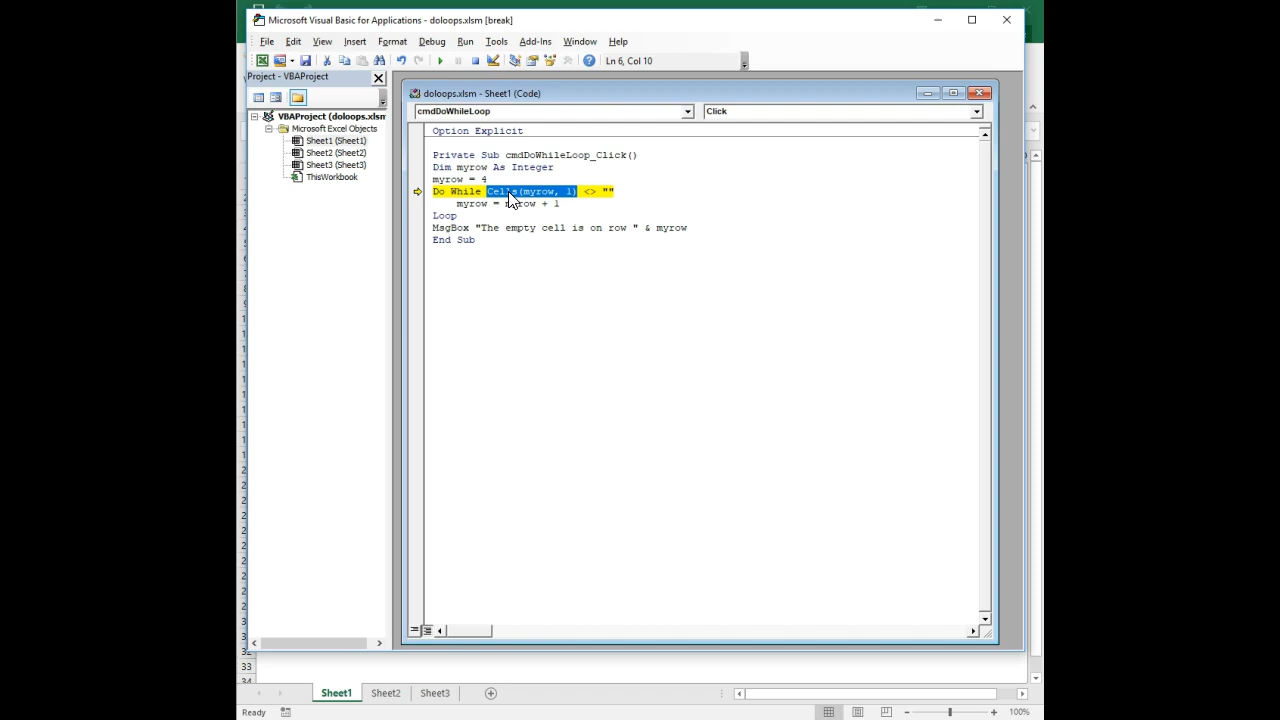 Microsoft Visual Basic for Applications - doloops.xlsm [break]
File Edit View Insert Format Debug Run Tools Add-Ins Window Help
Ln 6, Col 10
Project - VBAProject
VBAProject (doloops.xlsm
Microsoft Excel Objects
Sheet1 (Sheet1)
Sheet2 (Sheet2)
Sheet3 (Sheet3)
ThisWorkbook
doloops.xlsm - Sheet1 (Code)
cmdDoWhileLoop Click
Option Explicit
Private Sub cmdDoWhileLoop_Click()
Dim myrow As Integer
myrow = 4
Do While Cells(myrow, 1) <> ""
myrow = myrow + 1
Loop
MsgBox "The empty cell is on row " & myrow
End Sub
33
Sheet1 Sheet2 Sheet3
Ready 100%